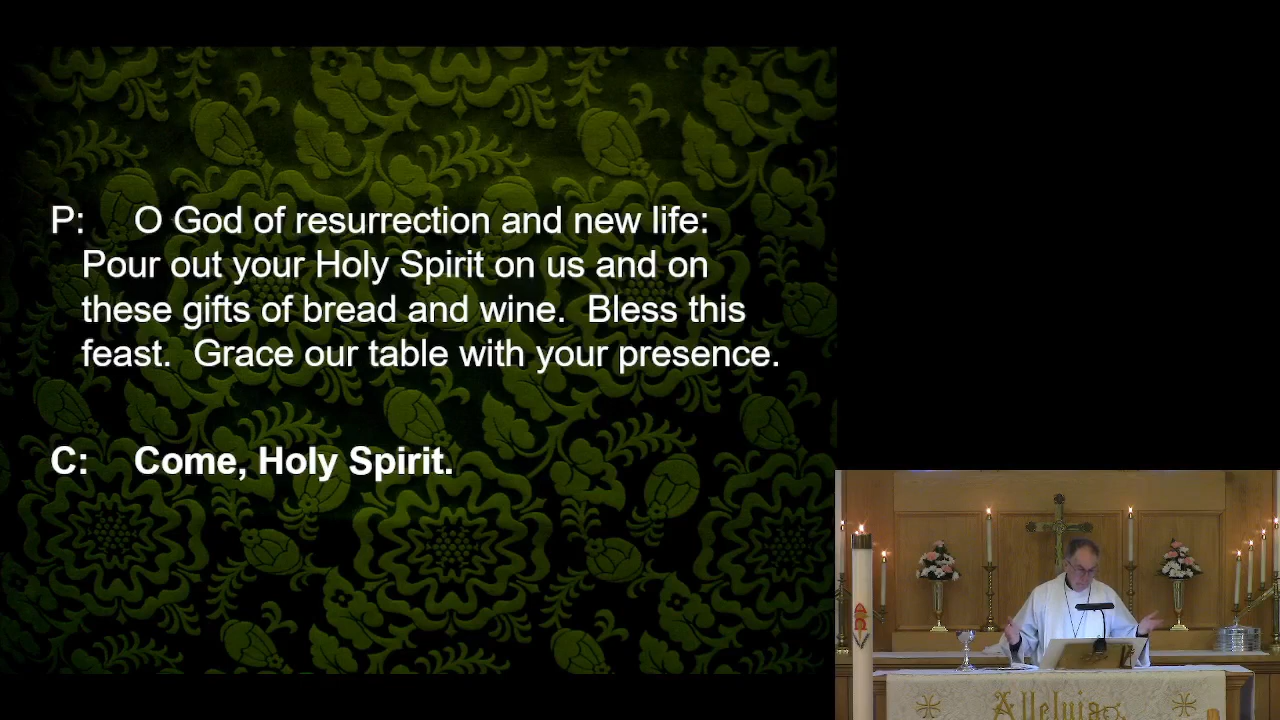 P: O God of resurrection and new life:
Pour out your Holy Spirit on us and on
these gifts of bread and wine. Bless this
feast. Grace our table with your presence.
C: Come, Holy Spirit.
Alleluia